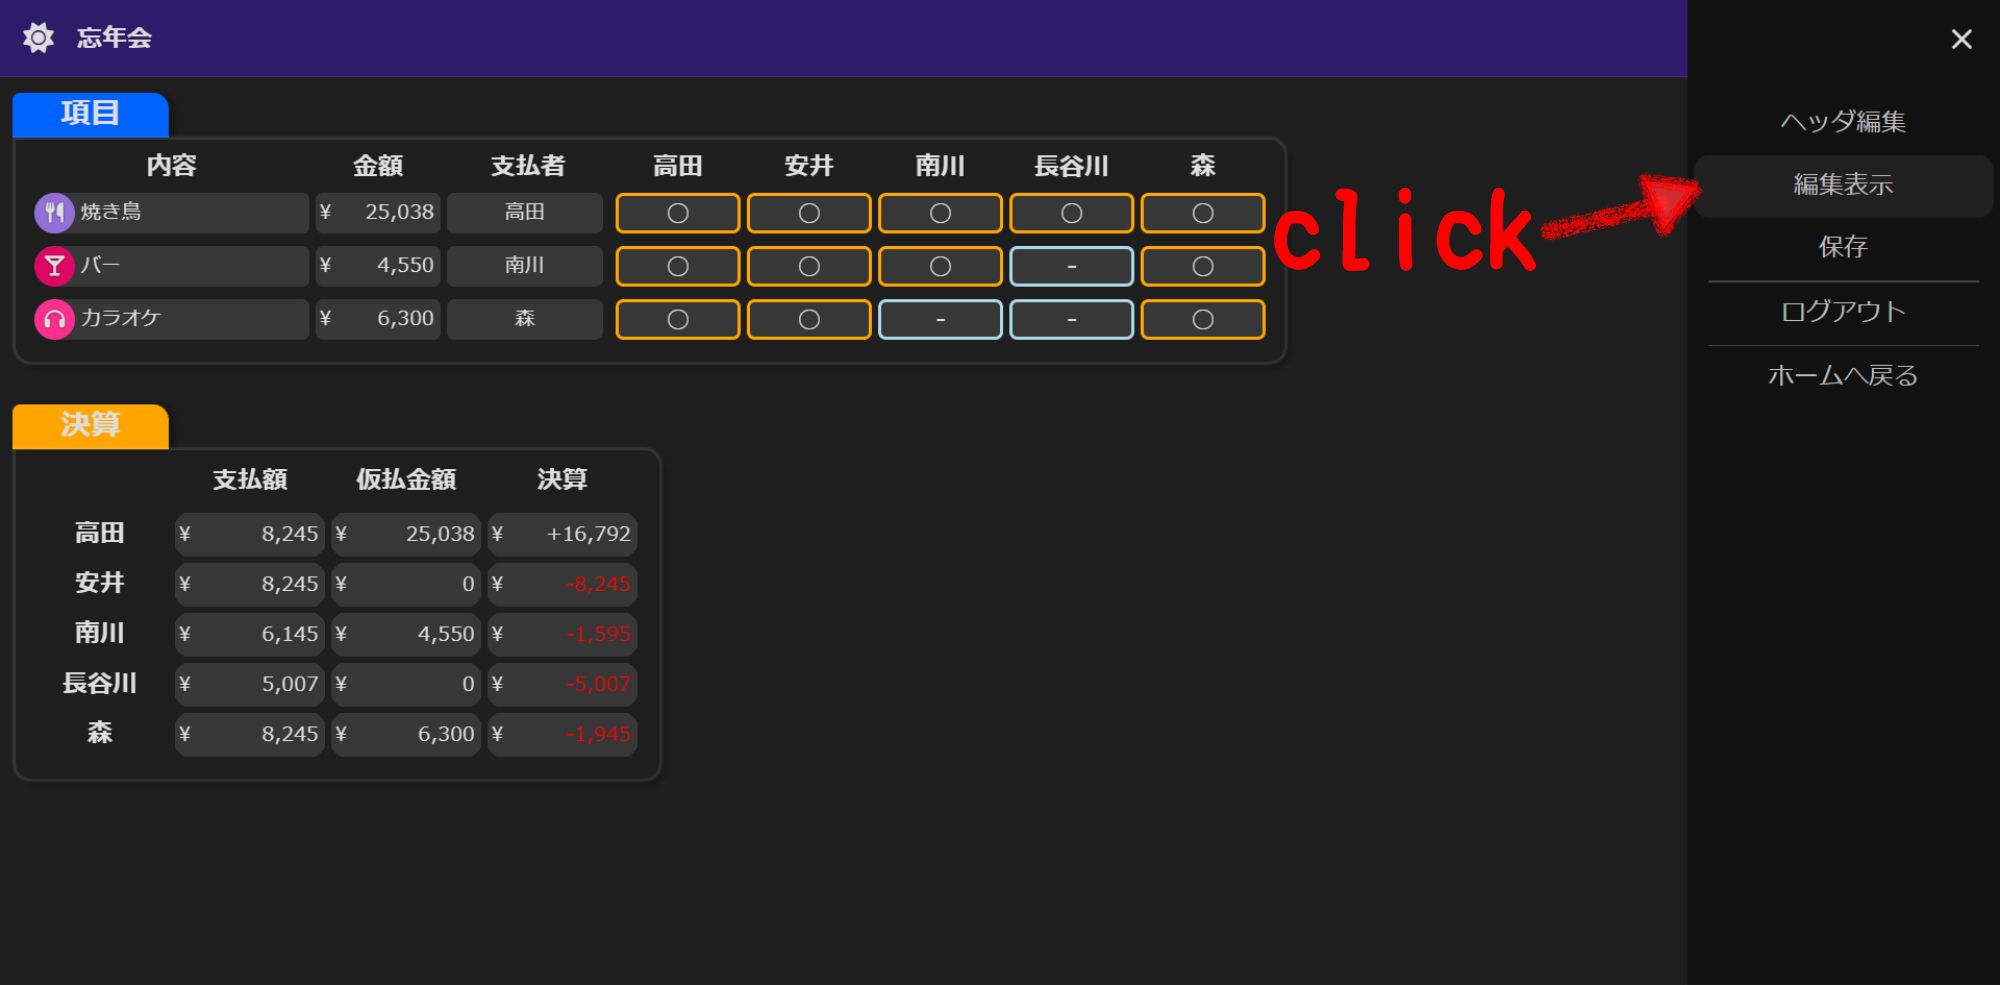 忘年会
×
項目
内容 金額 支払者 高田 安井 南川 長谷川 森
焼き鳥 ¥ 25,038 高田 ○ ○ ○ ○ ○
バー ¥ 4,550 南川 ○ ○ ○ - ○
カラオケ ¥ 6,300 森 ○ ○ - - ○
click
ヘッダ編集
編集表示
保存
ログアウト
ホームへ戻る
決算
支払額 仮払金額 決算
高田 ¥ 8,245 ¥ 25,038 ¥ +16,792
安井 ¥ 8,245 ¥ 0 ¥ -8,245
南川 ¥ 6,145 ¥ 4,550 ¥ -1,595
長谷川 ¥ 5,007 ¥ 0 ¥ -5,007
森 ¥ 8,245 ¥ 6,300 ¥ -1,945